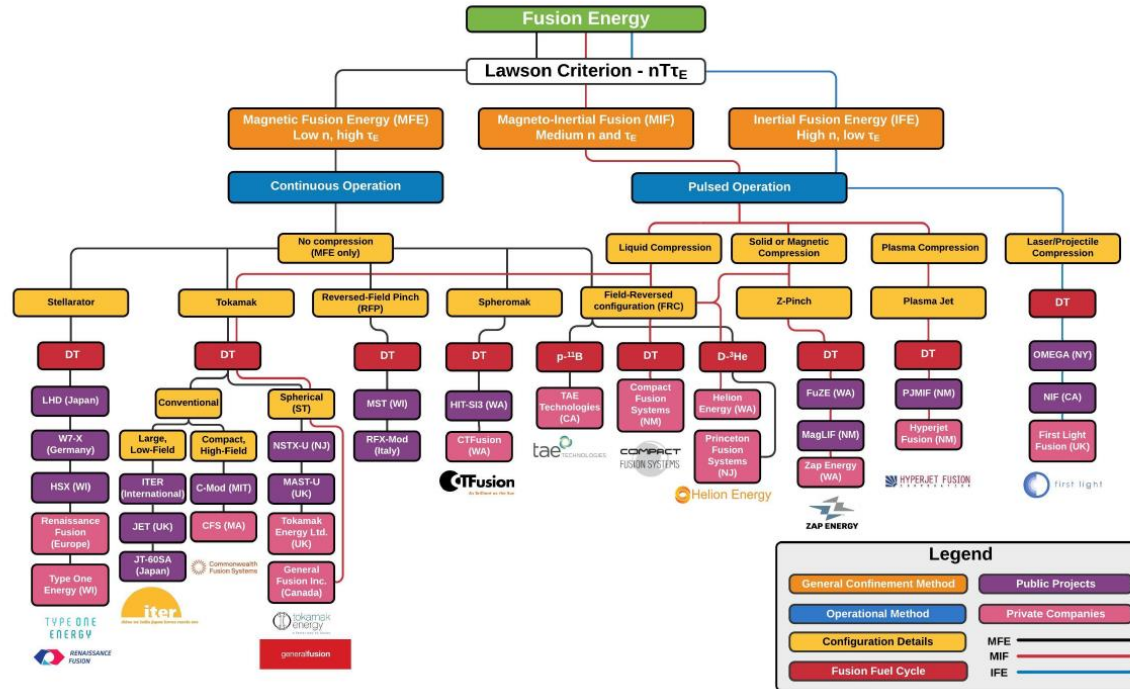 Fusion Energy
Lawson Criterion - nTτE
Magnetic Fusion Energy (MFE)
Low n, high τE
Magneto-Inertial Fusion (MIF)
Medium n and τE
Inertial Fusion Energy (IFE)
High n, low τE
Continuous Operation
Pulsed Operation
No compression
(MFE only)
Liquid Compression
Solid or Magnetic
Compression
Plasma Compression
Laser/Projectile
Compression
Stellarator
Tokamak
Reversed-Field Pinch
(RFP)
Spheromak
Field-Reversed
configuration (FRC)
Z-Pinch
Plasma Jet
DT
DT
DT
DT
DT
p-¹¹B
DT
D-³He
DT
DT
LHD (Japan)
W7-X
(Germany)
HSX (WI)
Renaissance
Fusion
(Europe)
Type One
Energy (WI)
TYPE ONE
ENERGY
RENAISSANCE
FUSION
Conventional
Large,
Low-Field
Compact,
High-Field
ITER
(International)
JET (UK)
JT-60SA
(Japan)
iter
C-Mod (MIT)
CFS (MA)
Commonwealth
Fusion Systems
Spherical
(ST)
NSTX-U (NJ)
MAST-U
(UK)
Tokamak
Energy Ltd.
(UK)
General
Fusion Inc.
(Canada)
tokamak
energy
generalfusion
MST (WI)
RFX-Mod
(Italy)
HIT-SI3 (WA)
CTFusion
(WA)
CTFusion
As Brilliant as the Sun
TAE
Technologies
(CA)
tae TECHNOLOGIES
Compact
Fusion
Systems
(NM)
COMPACT
FUSION SYSTEMS
Helion
Energy (WA)
Princeton
Fusion
Systems
(NJ)
Helion Energy
FuZE (WA)
MagLIF (NM)
Zap Energy
(WA)
ZAP ENERGY
PJMIF (NM)
Hyperjet
Fusion (NM)
HYPERJET FUSION
CORPORATION
OMEGA (NY)
NIF (CA)
First Light
Fusion (UK)
first light
Legend
General Confinement Method
Public Projects
Operational Method
Private Companies
Configuration Details
MFE
MIF
Fusion Fuel Cycle
IFE